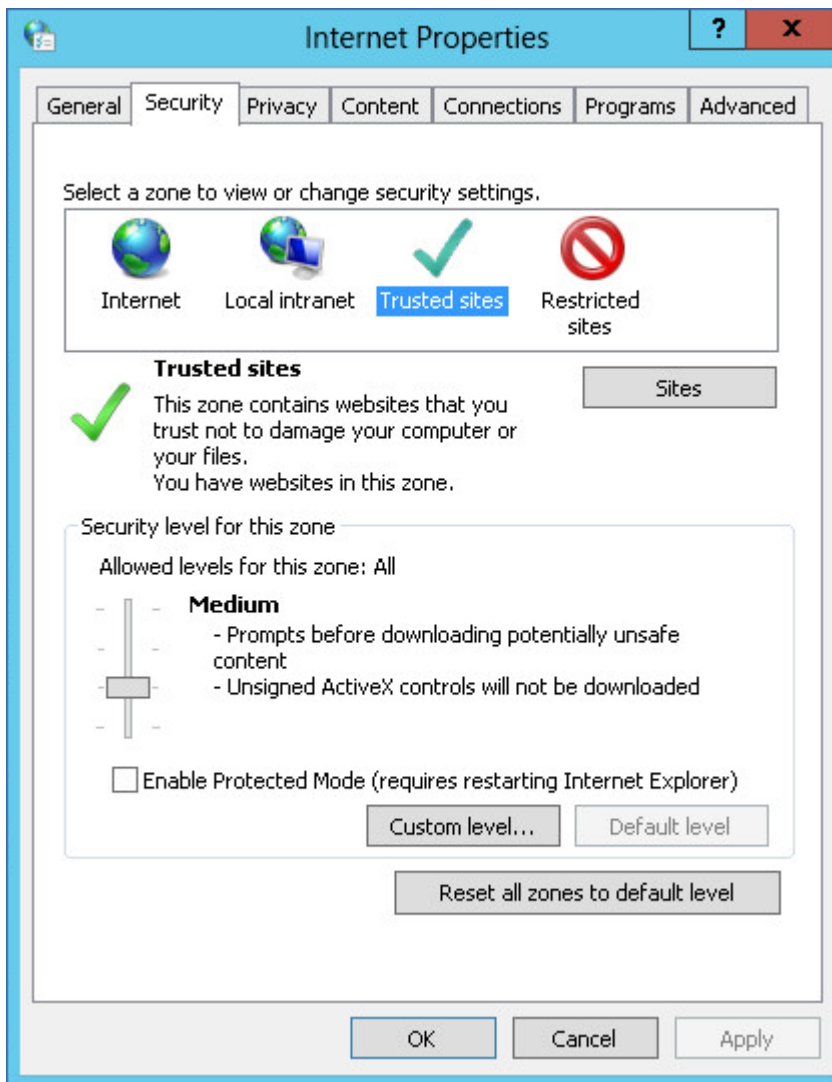 Internet Properties
? x
General Security Privacy Content Connections Programs Advanced
Select a zone to view or change security settings.
Internet Local intranet Trusted sites Restricted
sites
Trusted sites
Sites
This zone contains websites that you
trust not to damage your computer or
your files.
You have websites in this zone.
Security level for this zone
Allowed levels for this zone: All
Medium
- Prompts before downloading potentially unsafe
content
- Unsigned ActiveX controls will not be downloaded
Enable Protected Mode (requires restarting Internet Explorer)
Custom level... Default level
Reset all zones to default level
OK Cancel Apply